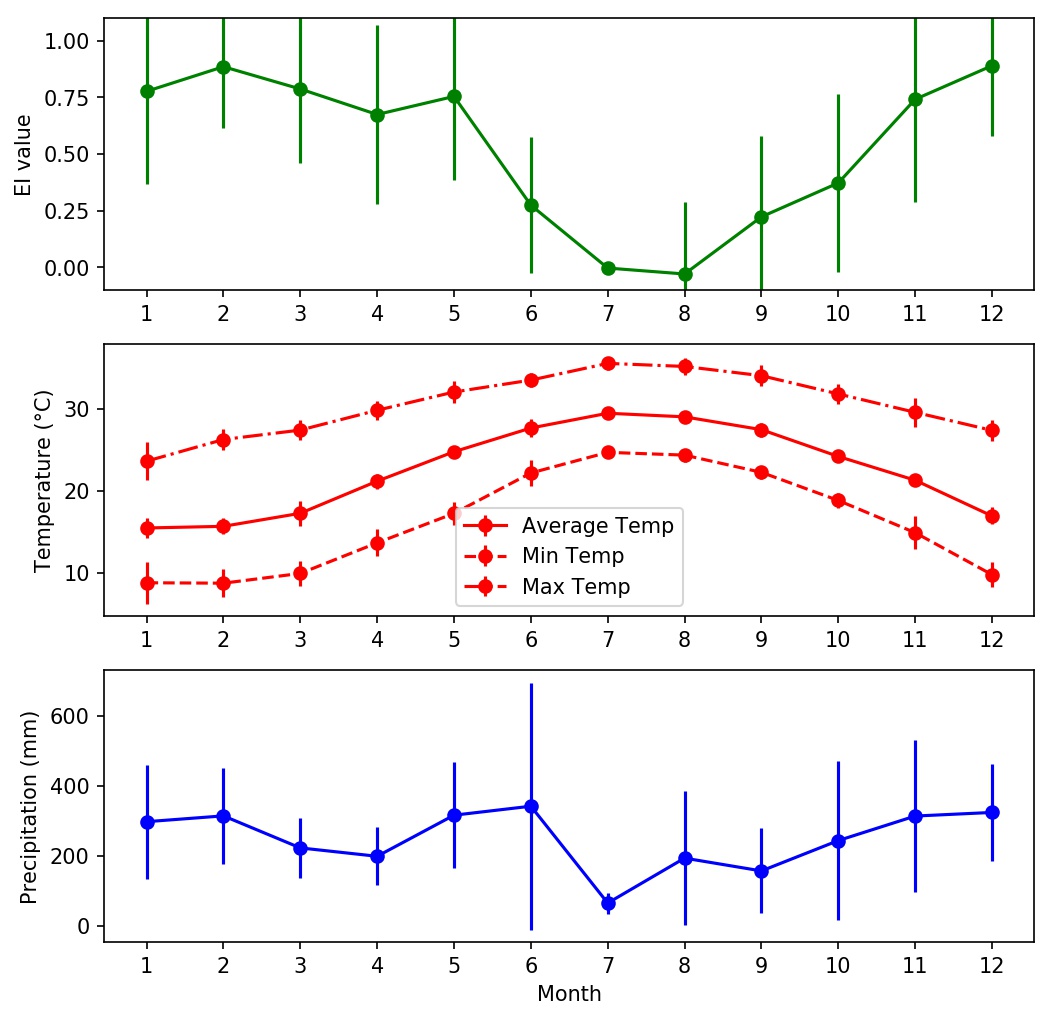 1.00
0.75
0.50
0.25
0.00
EI value
1 2 3 4 5 6 7 8 9 10 11 12
30
20
10
Temperature (°C)
Average Temp
Min Temp
Max Temp
1 2 3 4 5 6 7 8 9 10 11 12
600
400
200
0
Precipitation (mm)
1 2 3 4 5 6 7 8 9 10 11 12
Month